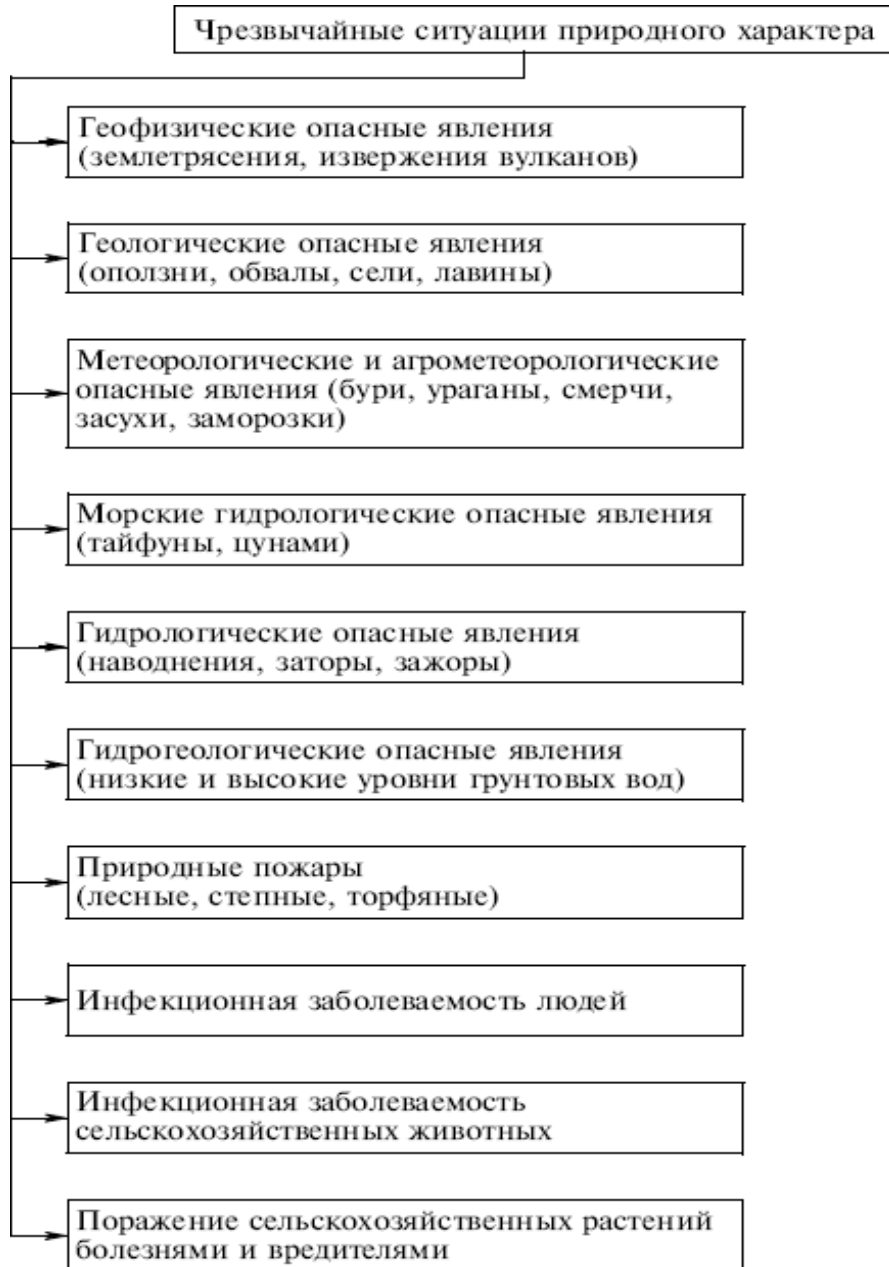 Чрезвычайные ситуации природного характера
Геофизические опасные явления
(землетрясения, извержения вулканов)
Геологические опасные явления
(оползни, обвалы, сели, лавины)
Метеорологические и агрометеорологические
опасные явления (бури, ураганы, смерчи,
засухи, заморозки)
Морские гидрологические опасные явления
(тайфуны, цунами)
Гидрологические опасные явления
(наводнения, заторы, зажоры)
Гидрогеологические опасные явления
(низкие и высокие уровни грунтовых вод)
Природные пожары
(лесные, степные, торфяные)
Инфекционная заболеваемость людей
Инфекционная заболеваемость
сельскохозяйственных животных
Поражение сельскохозяйственных растений
болезнями и вредителями